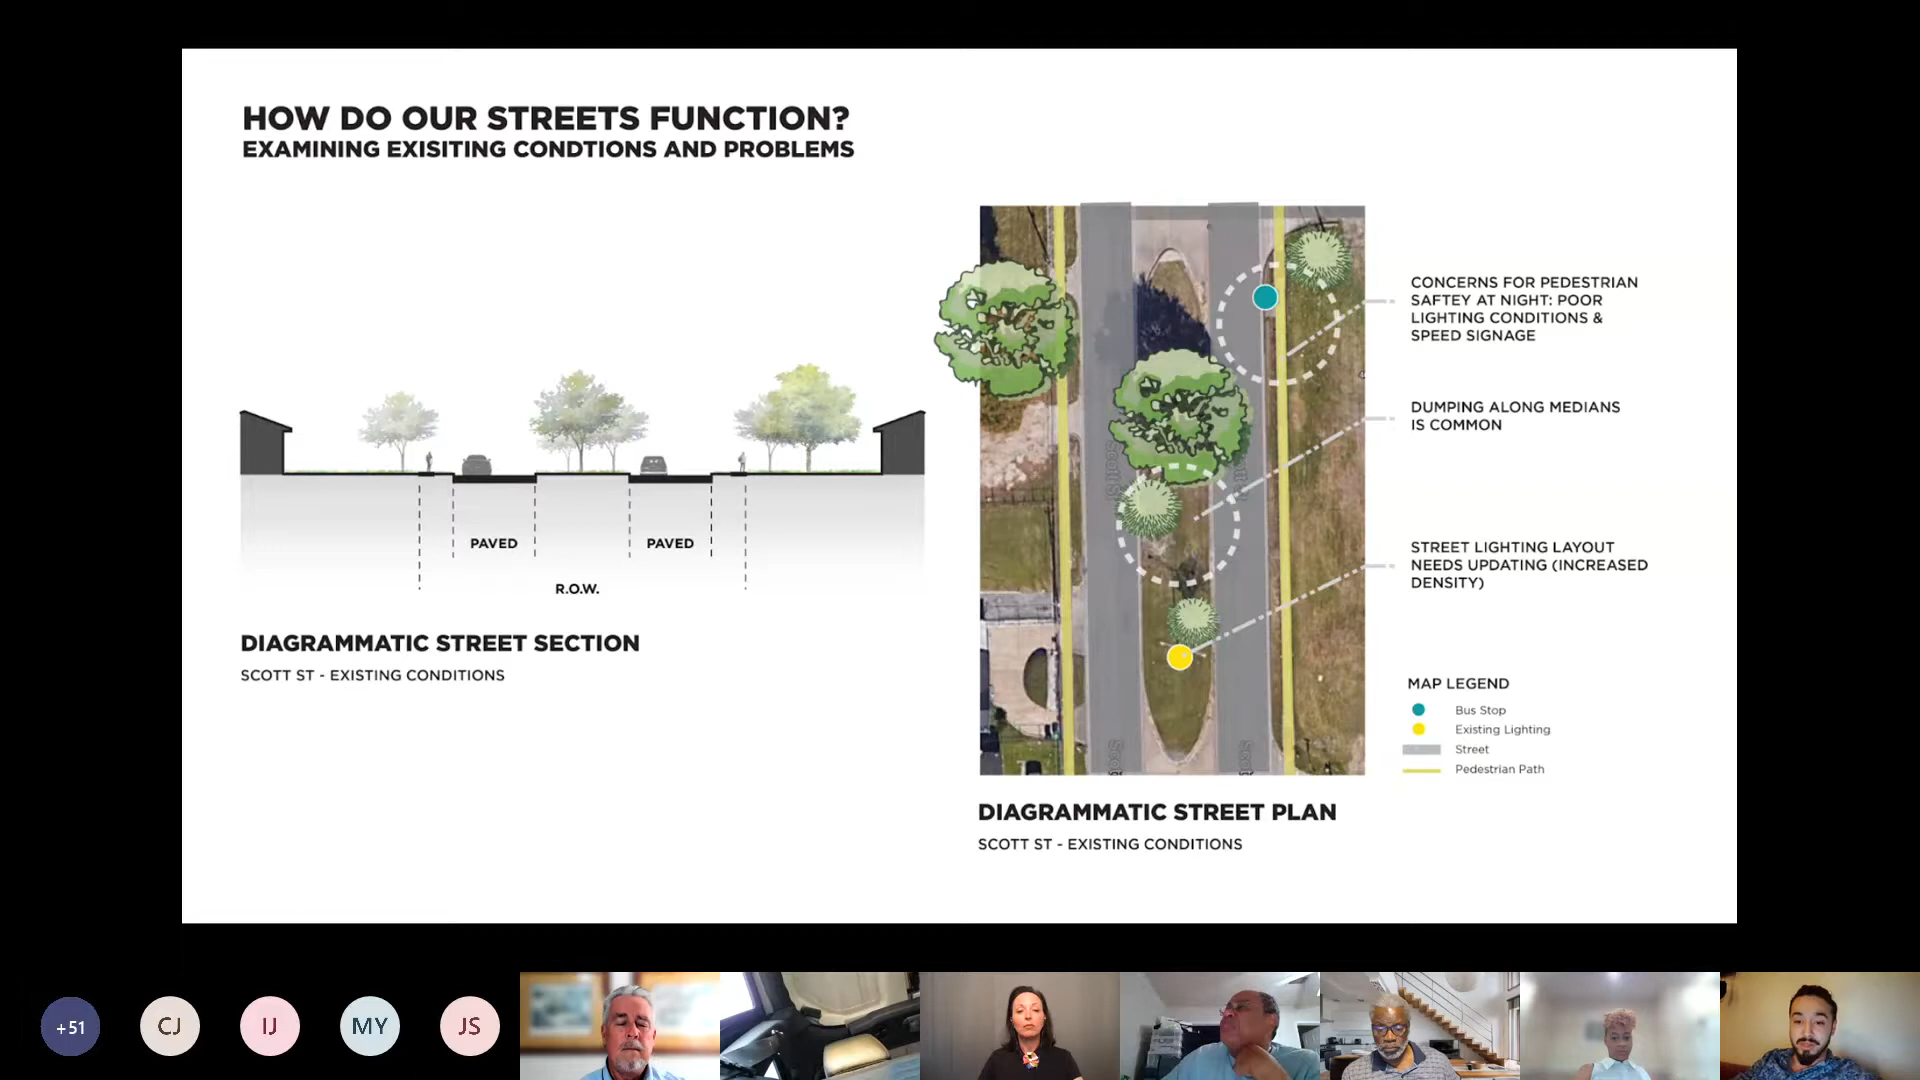 HOW DO OUR STREETS FUNCTION?
EXAMINING EXISITING CONDTIONS AND PROBLEMS
PAVED
PAVED
R.O.W.
DIAGRAMMATIC STREET SECTION
SCOTT ST - EXISTING CONDITIONS
CONCERNS FOR PEDESTRIAN
SAFTEY AT NIGHT: POOR
LIGHTING CONDITIONS &
SPEED SIGNAGE
DUMPING ALONG MEDIANS
IS COMMON
STREET LIGHTING LAYOUT
NEEDS UPDATING (INCREASED
DENSITY)
MAP LEGEND
Bus Stop
Existing Lighting
Street
Pedestrian Path
DIAGRAMMATIC STREET PLAN
SCOTT ST - EXISTING CONDITIONS
+51
CJ
IJ
MY
JS